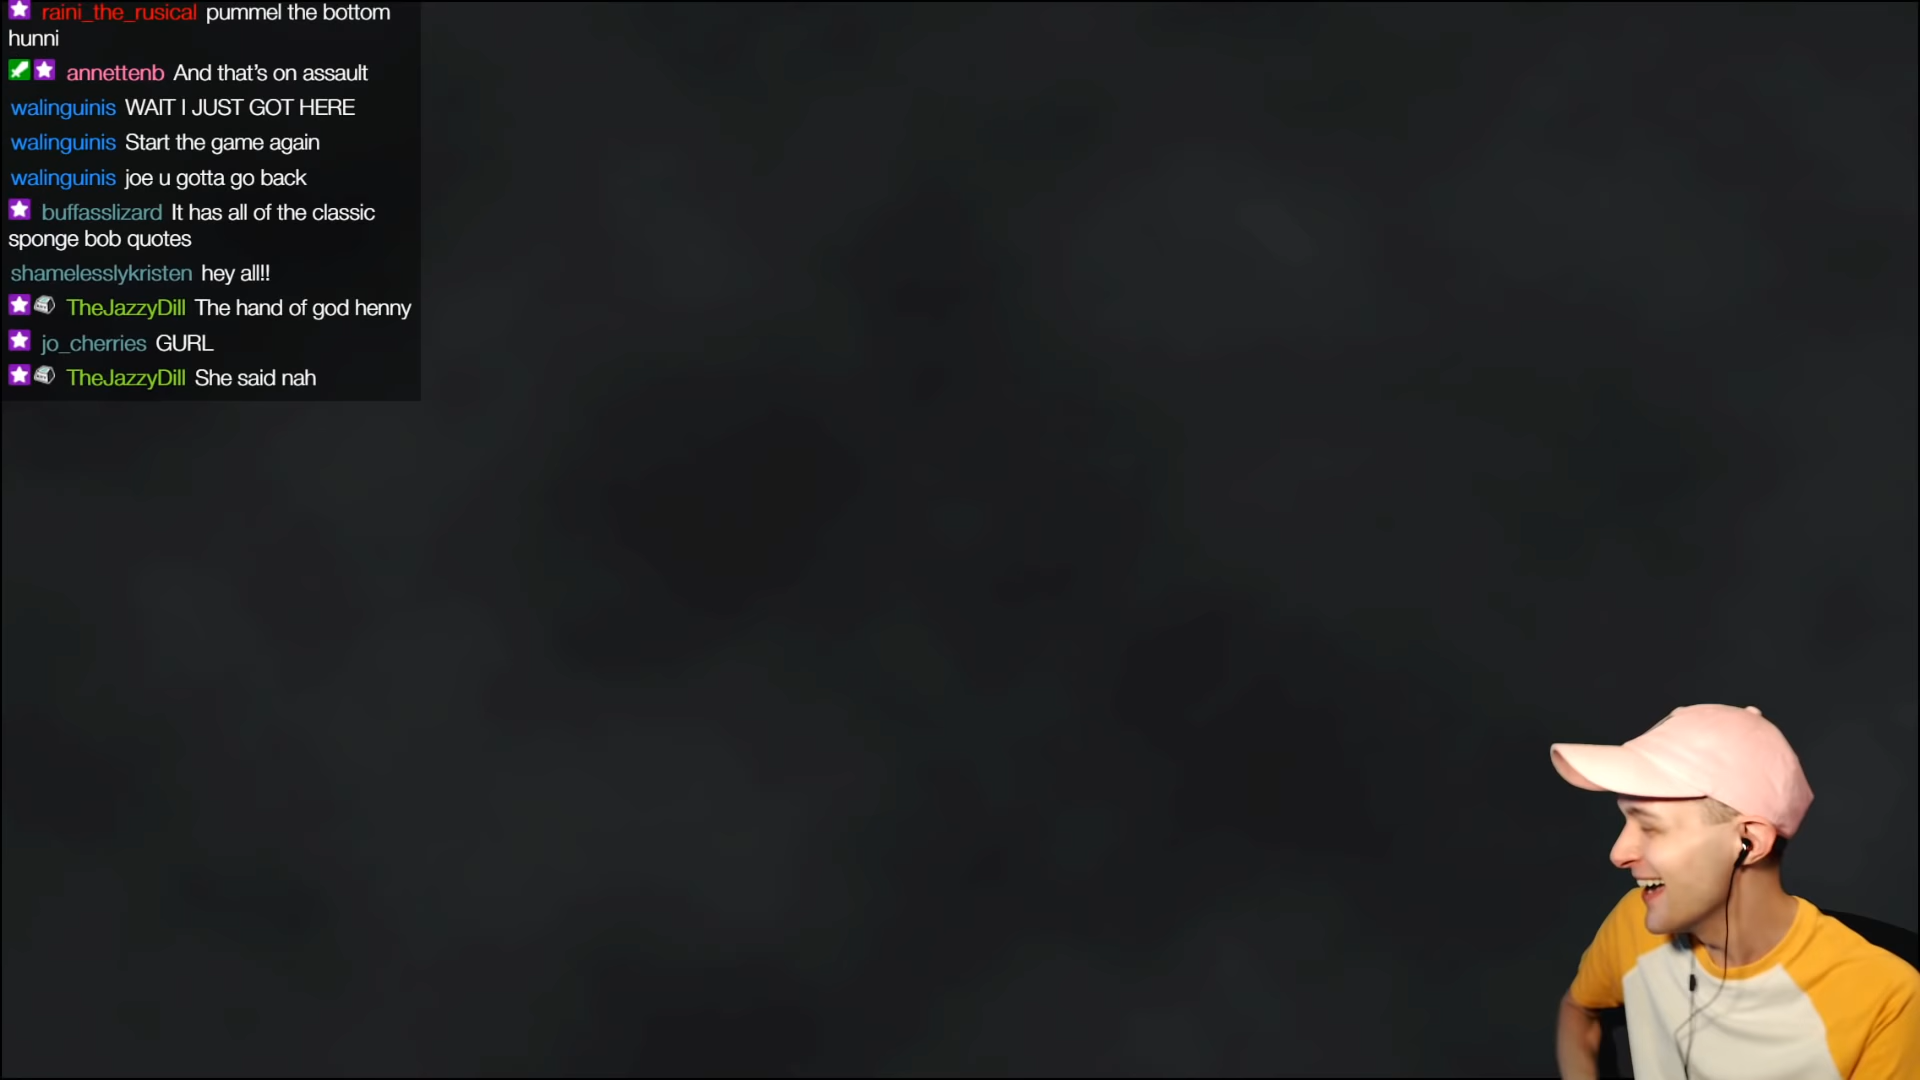 raini_the_rusical pummel the bottom
hunni
annettenb And that's on assault
walinguinis WAIT I JUST GOT HERE
walinguinis Start the game again
walinguinis joe u gotta go back
buffasslizard It has all of the classic
sponge bob quotes
shamelesslykristen hey all!!
TheJazzyDill The hand of god henny
jo_cherries GURL
TheJazzyDill She said nah